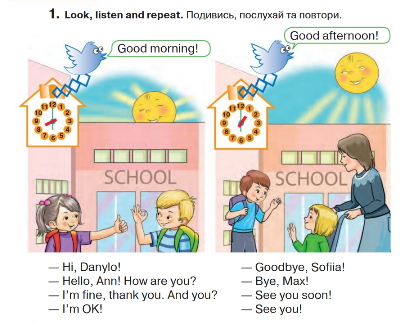 1. Look, listen and repeat. Подивись, послухай та повтори.
Good morning!
SCHOOL
— Hi, Danylo!
— Hello, Ann! How are you?
— I'm fine, thank you. And you?
— I'm OK!
Good afternoon!
SCHOOL
— Goodbye, Sofiia!
— Bye, Max!
— See you soon!
— See you!